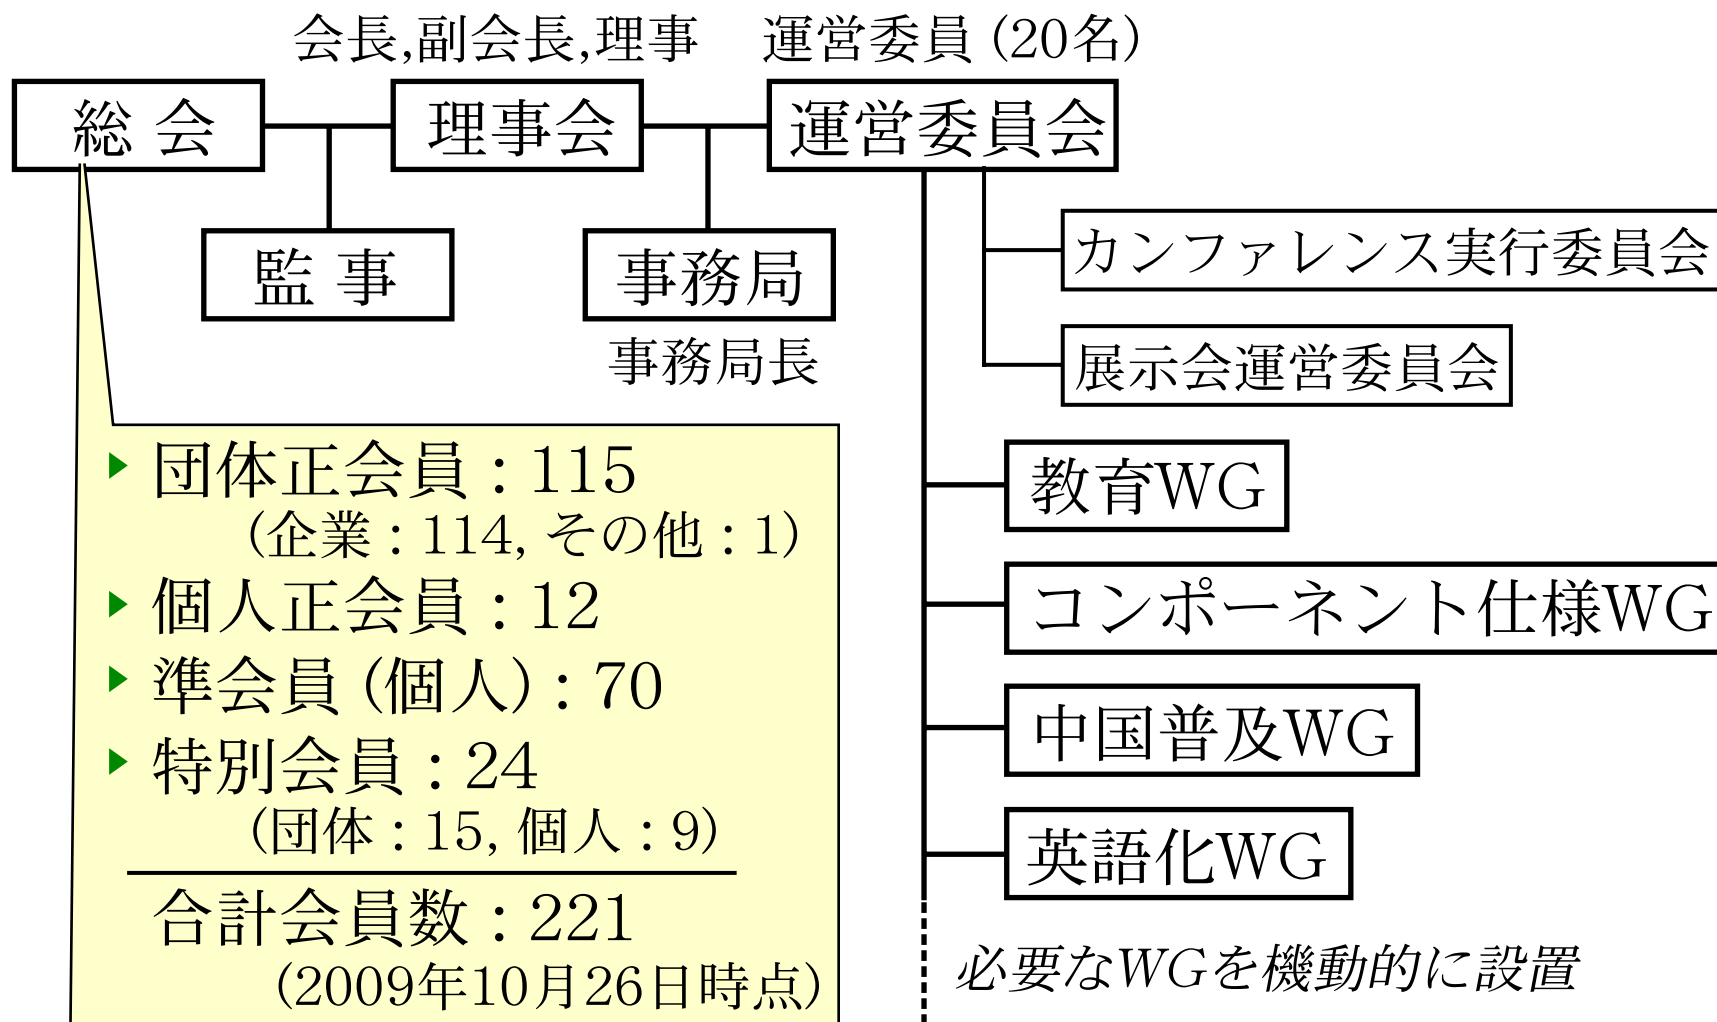 会長,副会長,理事
運営委員 (20名)
総 会
理事会
運営委員会
監 事
事務局
事務局長
カンファレンス実行委員会
展示会運営委員会
教育WG
コンポーネント仕様WG
中国普及WG
英語化WG
必要なWGを機動的に設置
団体正会員 : 115
(企業 : 114, その他 : 1)
個人正会員 : 12
準会員 (個人) : 70
特別会員 : 24
(団体 : 15, 個人 : 9)
合計会員数 : 221
(2009年10月26日時点)